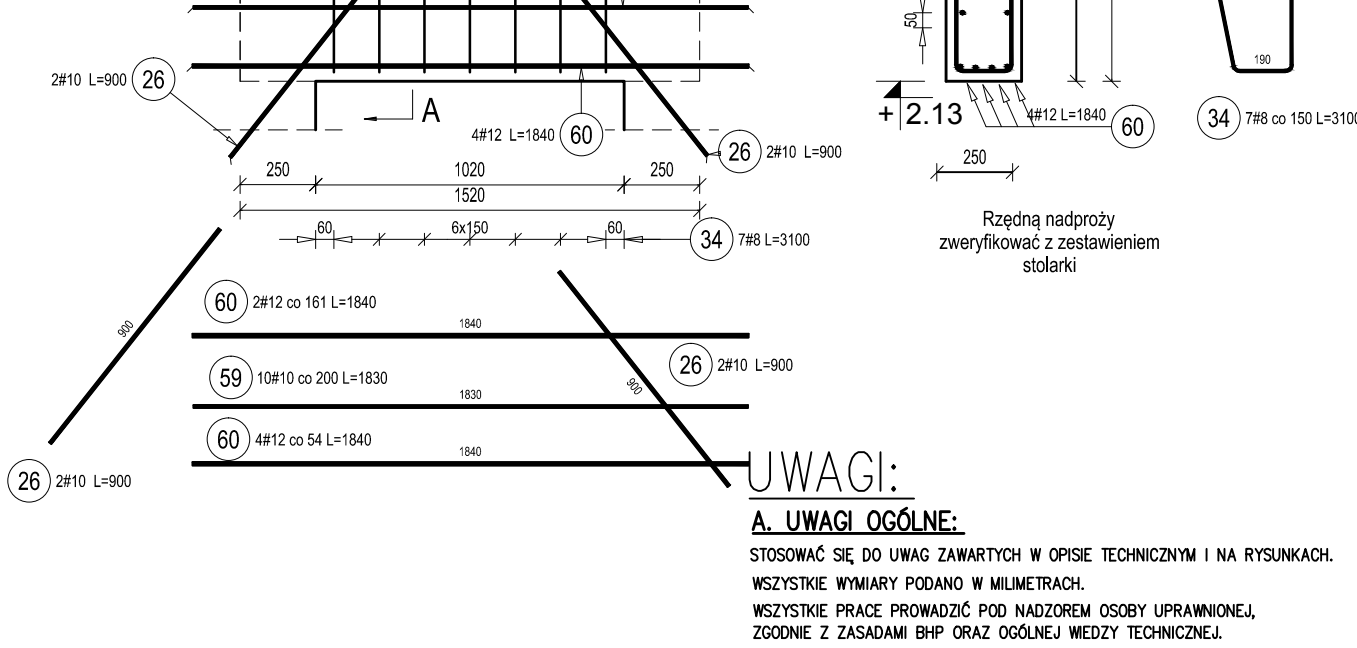 2#10 L=900 26
A
4#12 L=1840 60
26 2#10 L=900
250 1020 250
1520
60 6x150 60
34 7#8 L=3100
50
+2.13
4#12 L=1840 60
250
190
34 7#8 co 150 L=3100
Rzędną nadproży
zweryfikować z zestawieniem
stolarki
60 2#12 co 161 L=1840
1840
900
59 10#10 co 200 L=1830
1830
26 2#10 L=900
900
60 4#12 co 54 L=1840
1840
26 2#10 L=900
UWAGI:
A. UWAGI OGÓLNE:
STOSOWAĆ SIĘ DO UWAG ZAWARTYCH W OPISIE TECHNICZNYM I NA RYSUNKACH.
WSZYSTKIE WYMIARY PODANO W MILIMETRACH.
WSZYSTKIE PRACE PROWADZIĆ POD NADZOREM OSOBY UPRAWNIONEJ,
ZGODNIE Z ZASADAMI BHP ORAZ OGÓLNEJ WIEDZY TECHNICZNEJ.